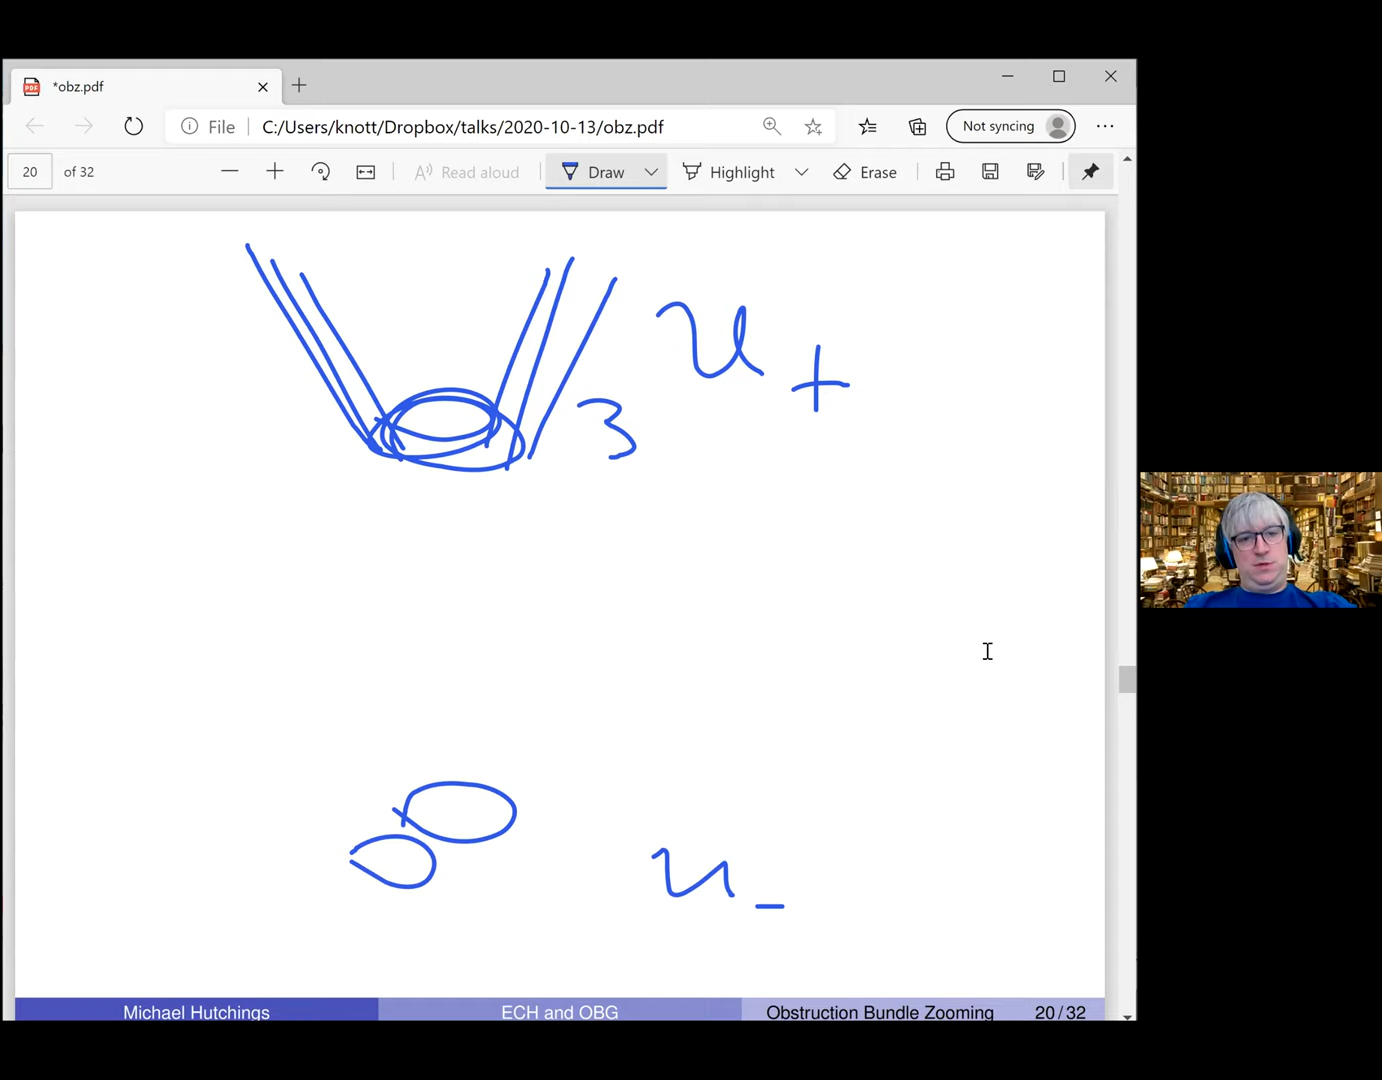 *obz.pdf
File C:/Users/knott/Dropbox/talks/2020-10-13/obz.pdf Not syncing
20 of 32 Read aloud Draw Highlight Erase
u+
3
u-
Michael Hutchings ECH and OBG Obstruction Bundle Zooming 20/32